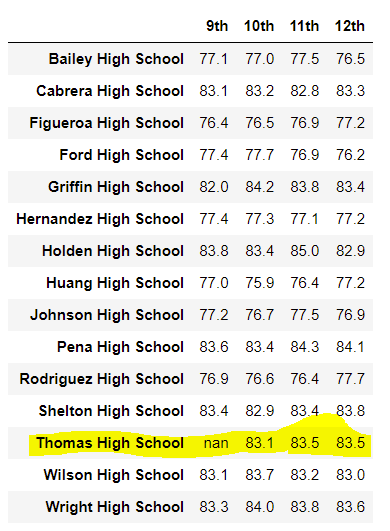 9th 10th 11th 12th
Bailey High School 77.1 77.0 77.5 76.5
Cabrera High School 83.1 83.2 82.8 83.3
Figueroa High School 76.4 76.5 76.9 77.2
Ford High School 77.4 77.7 76.9 76.2
Griffin High School 82.0 84.2 83.8 83.4
Hernandez High School 77.4 77.3 77.1 77.2
Holden High School 83.8 83.4 85.0 82.9
Huang High School 77.0 75.9 76.4 77.2
Johnson High School 77.2 76.7 77.5 76.9
Pena High School 83.6 83.4 84.3 84.1
Rodriguez High School 76.9 76.6 76.4 77.7
Shelton High School 83.4 82.9 83.4 83.8
Thomas High School nan 83.1 83.5 83.5
Wilson High School 83.1 83.7 83.2 83.0
Wright High School 83.3 84.0 83.8 83.6